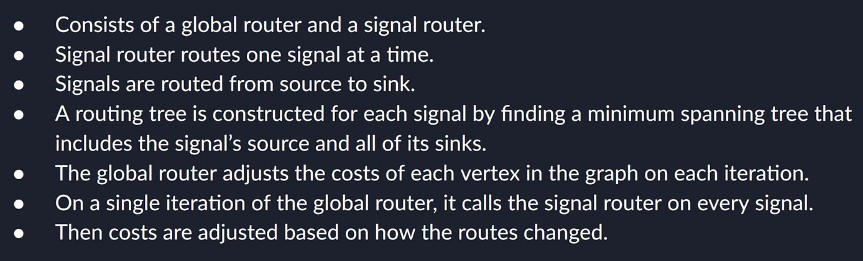 ● Consists of a global router and a signal router.
● Signal router routes one signal at a time.
● Signals are routed from source to sink.
● A routing tree is constructed for each signal by finding a minimum spanning tree that
includes the signal’s source and all of its sinks.
● The global router adjusts the costs of each vertex in the graph on each iteration.
● On a single iteration of the global router, it calls the signal router on every signal.
● Then costs are adjusted based on how the routes changed.